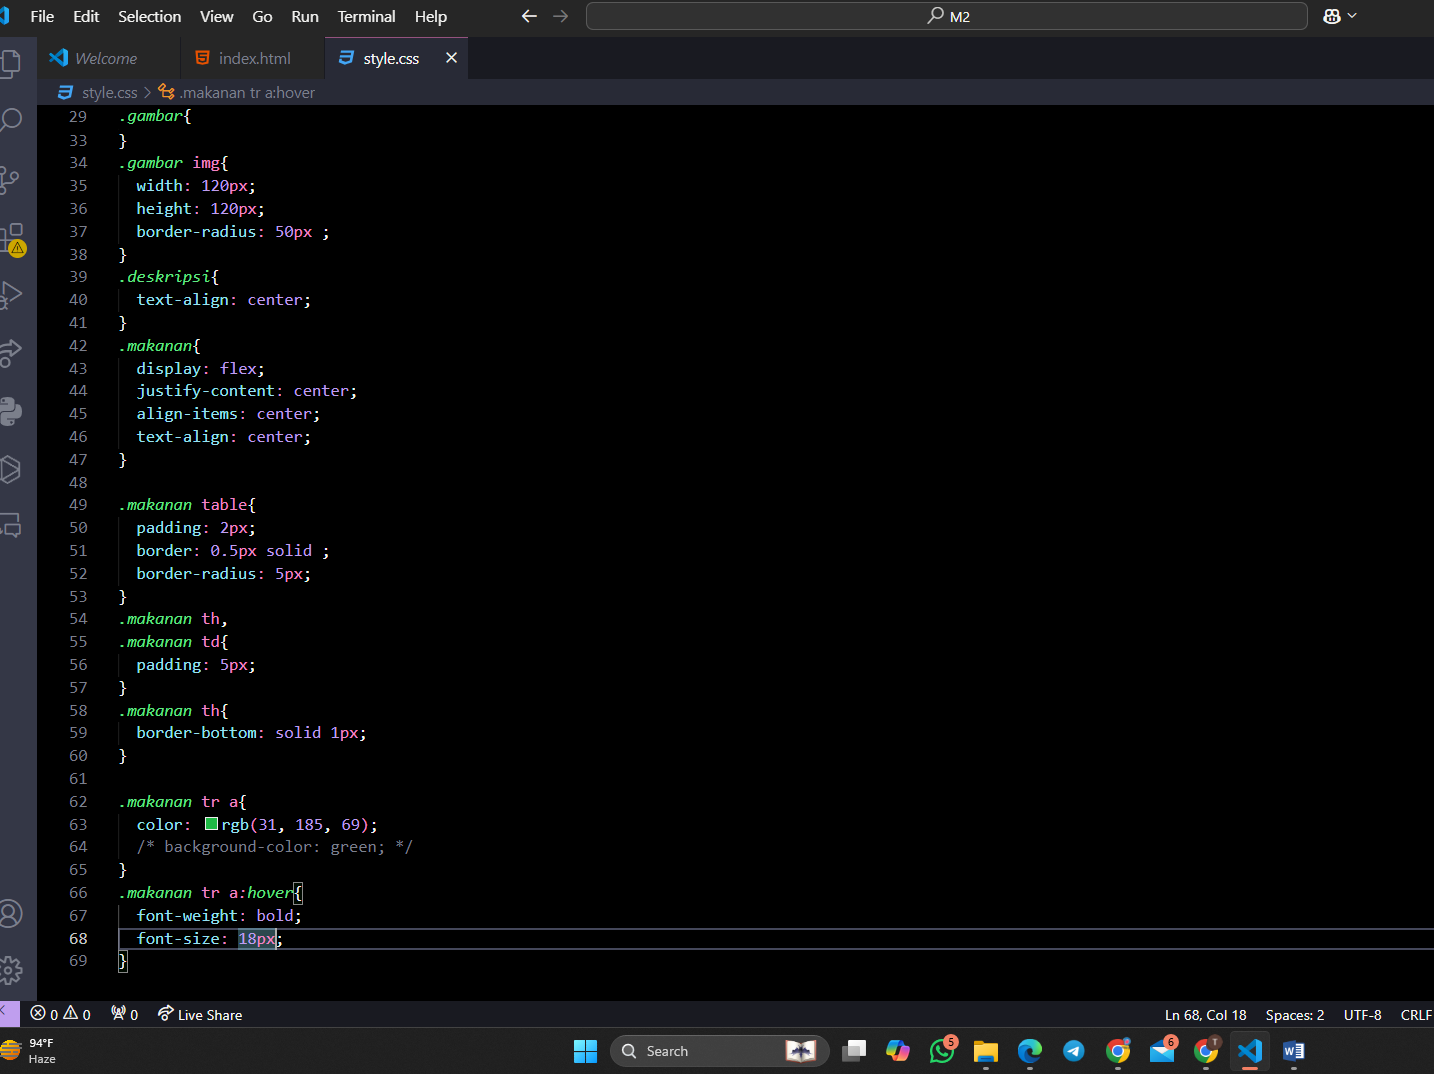 File Edit Selection View Go Run Terminal Help
M2
Welcome
index.html
style.css
style.css > .makanan tr a:hover
29 .gambar{
33 }
34 .gambar img{
35 width: 120px;
36 height: 120px;
37 border-radius: 50px ;
38 }
39 .deskripsi{
40 text-align: center;
41 }
42 .makanan{
43 display: flex;
44 justify-content: center;
45 align-items: center;
46 text-align: center;
47 }
48
49 .makanan table{
50 padding: 2px;
51 border: 0.5px solid ;
52 border-radius: 5px;
53 }
54 .makanan th,
55 .makanan td{
56 padding: 5px;
57 }
58 .makanan th{
59 border-bottom: solid 1px;
60 }
61
62 .makanan tr a{
63 color: rgb(31, 185, 69);
64 /* background-color: green; */
65 }
66 .makanan tr a:hover{
67 font-weight: bold;
68 font-size: 18px;
69 }
0 0 0 Live Share
Ln 68, Col 18 Spaces: 2 UTF-8 CRLF
94°F
Haze
Search
5
6
T
W